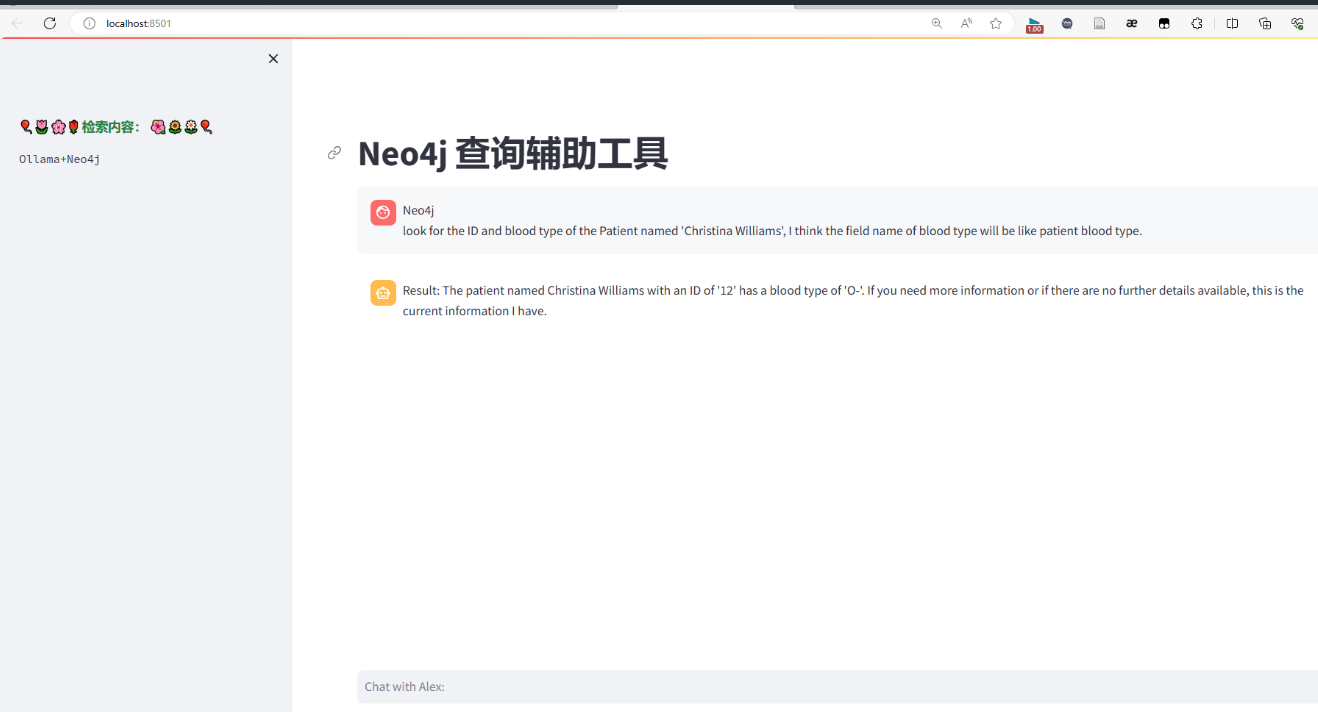 localhost:8501
1.00
检索内容：
Ollama+Neo4j
Neo4j 查询辅助工具
Neo4j
look for the ID and blood type of the Patient named 'Christina Williams', I think the field name of blood type will be like patient blood type.
Result: The patient named Christina Williams with an ID of '12' has a blood type of 'O-'. If you need more information or if there are no further details available, this is the
current information I have.
Chat with Alex: